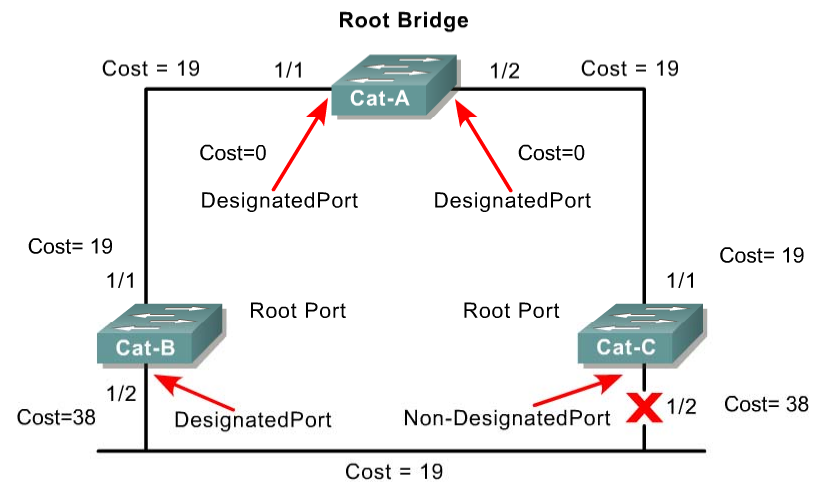 Root Bridge
Cost = 19
1/1
1/2
Cost = 19
Cat-A
Cost=0
Cost=0
DesignatedPort
DesignatedPort
Cost= 19
Cost= 19
1/1
1/1
Root Port
Root Port
Cat-B
Cat-C
1/2
1/2
Cost= 38
Cost=38
DesignatedPort
Non-DesignatedPort
Cost = 19